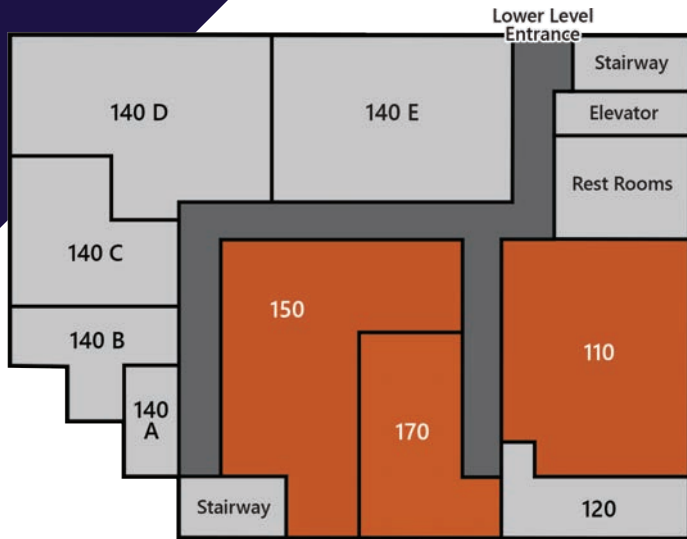 Lower Level
Entrance
Stairway
140 D
140 E
Elevator
Rest Rooms
140 C
150
140 B
110
140
A
170
Stairway
120